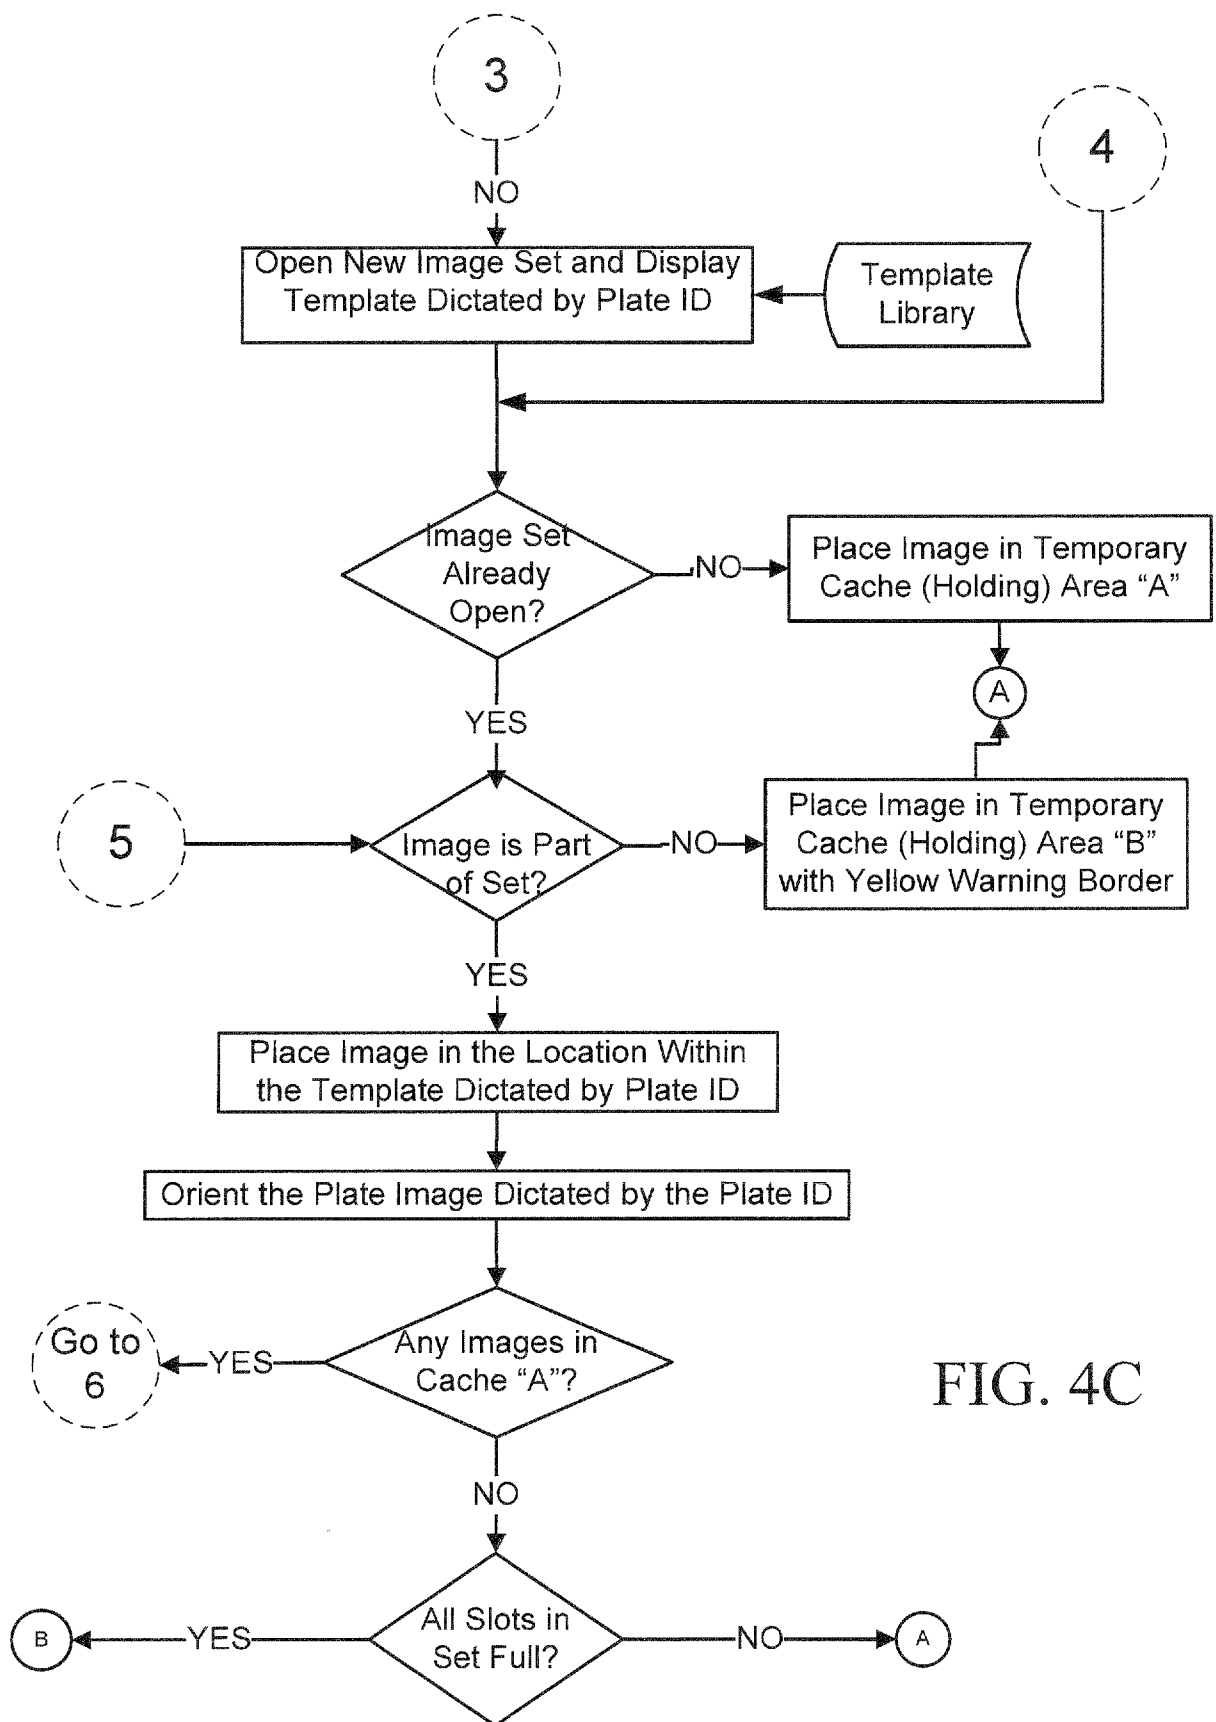 3
4
NO
Open New Image Set and Display
Template Dictated by Plate ID
Template
Library
Image Set
Already
Open?
NO
Place Image in Temporary
Cache (Holding) Area “A”
A
YES
5
Image is Part
of Set?
NO
Place Image in Temporary
Cache (Holding) Area “B”
with Yellow Warning Border
YES
Place Image in the Location Within
the Template Dictated by Plate ID
Orient the Plate Image Dictated by the Plate ID
Go to
6
YES
Any Images in
Cache “A”?
FIG. 4C
NO
B
YES
All Slots in
Set Full?
NO
A